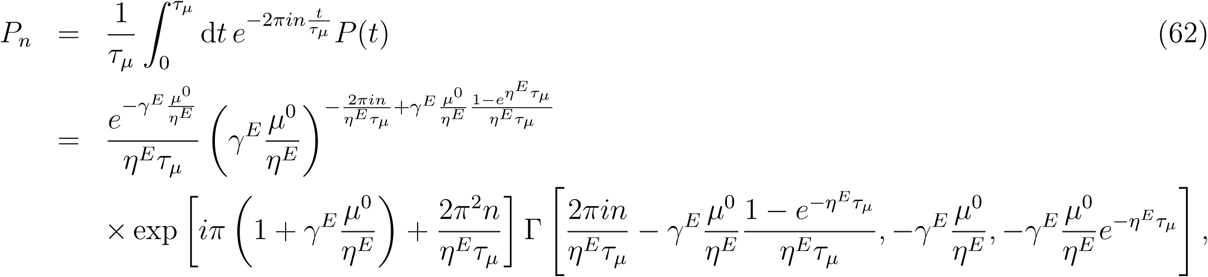 P_n = \frac{1}{\tau_\mu} \int_0^{\tau_\mu} \mathrm{d}t \, e^{-2\pi i n \frac{t}{\tau_\mu}} P(t) (62)
= \frac{e^{-\gamma^E \frac{\mu^0}{\eta^E}}}{\eta^E \tau_\mu} \left( \gamma^E \frac{\mu^0}{\eta^E} \right)^{-\frac{2\pi i n}{\eta^E \tau_\mu} + \gamma^E \frac{\mu^0}{\eta^E} \frac{1 - e^{\eta^E \tau_\mu}}{\eta^E \tau_\mu}}
\times \exp \left[ i\pi \left( 1 + \gamma^E \frac{\mu^0}{\eta^E} \right) + \frac{2\pi^2 n}{\eta^E \tau_\mu} \right] \Gamma \left[ \frac{2\pi i n}{\eta^E \tau_\mu} - \gamma^E \frac{\mu^0}{\eta^E} \frac{1 - e^{-\eta^E \tau_\mu}}{\eta^E \tau_\mu}, -\gamma^E \frac{\mu^0}{\eta^E}, -\gamma^E \frac{\mu^0}{\eta^E} e^{-\eta^E \tau_\mu} \right],